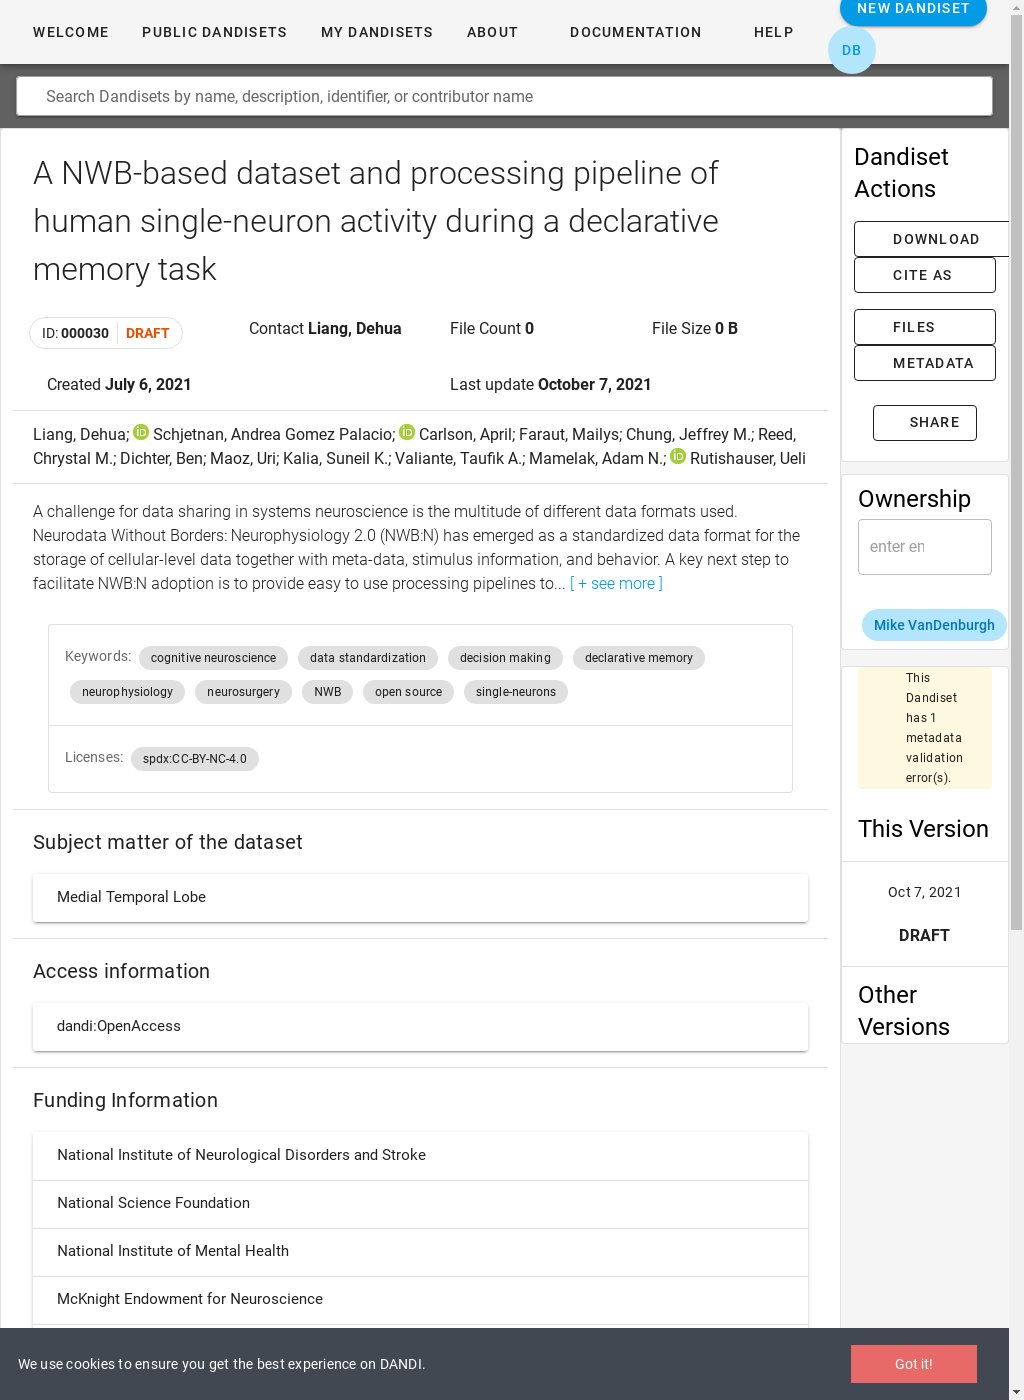 NEW DANDISET
WELCOME PUBLIC DANDISETS MY DANDISETS ABOUT DOCUMENTATION HELP
DB
Search Dandisets by name, description, identifier, or contributor name
A NWB-based dataset and processing pipeline of
human single-neuron activity during a declarative
memory task
ID: 000030 DRAFT Contact Liang, Dehua File Count 0 File Size 0 B
Created July 6, 2021 Last update October 7, 2021
Liang, Dehua; iD Schjetnan, Andrea Gomez Palacio; iD Carlson, April; Faraut, Mailys; Chung, Jeffrey M.; Reed,
Chrystal M.; Dichter, Ben; Maoz, Uri; Kalia, Suneil K.; Valiante, Taufik A.; Mamelak, Adam N.; iD Rutishauser, Ueli
A challenge for data sharing in systems neuroscience is the multitude of different data formats used.
Neurodata Without Borders: Neurophysiology 2.0 (NWB:N) has emerged as a standardized data format for the
storage of cellular-level data together with meta-data, stimulus information, and behavior. A key next step to
facilitate NWB:N adoption is to provide easy to use processing pipelines to... [ + see more ]
Keywords: cognitive neuroscience data standardization decision making declarative memory
neurophysiology neurosurgery NWB open source single-neurons
Licenses: spdx:CC-BY-NC-4.0
Subject matter of the dataset
Medial Temporal Lobe
Access information
dandi:OpenAccess
Funding Information
National Institute of Neurological Disorders and Stroke
National Science Foundation
National Institute of Mental Health
McKnight Endowment for Neuroscience
Dandiset
Actions
DOWNLOAD
CITE AS
FILES
METADATA
SHARE
Ownership
enter en
Mike VanDenburgh
This
Dandiset
has 1
metadata
validation
error(s).
This Version
Oct 7, 2021
DRAFT
Other
Versions
We use cookies to ensure you get the best experience on DANDI.
Got it!